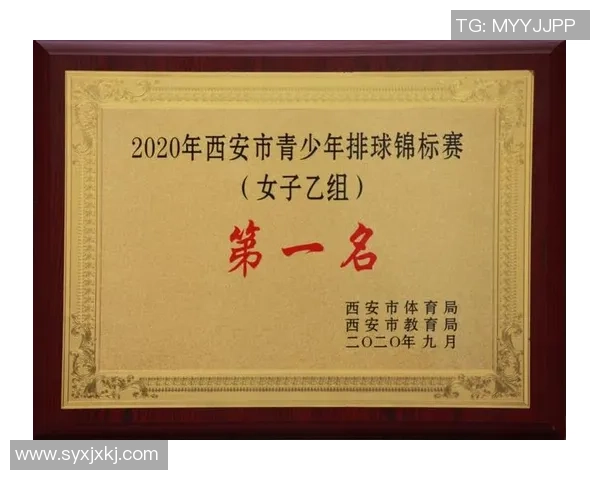 TG: MYYJJPP
2020年西安市青少年排球锦标赛
（女子乙组）
第一名
西安市体育局
西安市教育局
二〇二〇年九月
www.syxjxkj.com